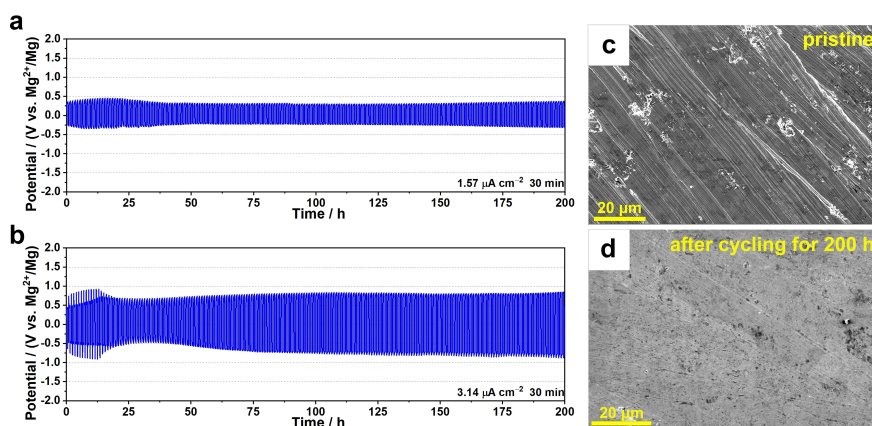 a
Potential / (V vs. Mg²⁺/Mg)
2.0
1.5
1.0
0.5
0.0
-0.5
-1.0
-1.5
-2.0
1.57 μA cm⁻² 30 min
0 25 50 75 100 125 150 175 200
Time / h
b
Potential / (V vs. Mg²⁺/Mg)
2.0
1.5
1.0
0.5
0.0
-0.5
-1.0
-1.5
-2.0
3.14 μA cm⁻² 30 min
0 25 50 75 100 125 150 175 200
Time / h
c
pristine
20 μm
d
after cycling for 200 h
20 μm